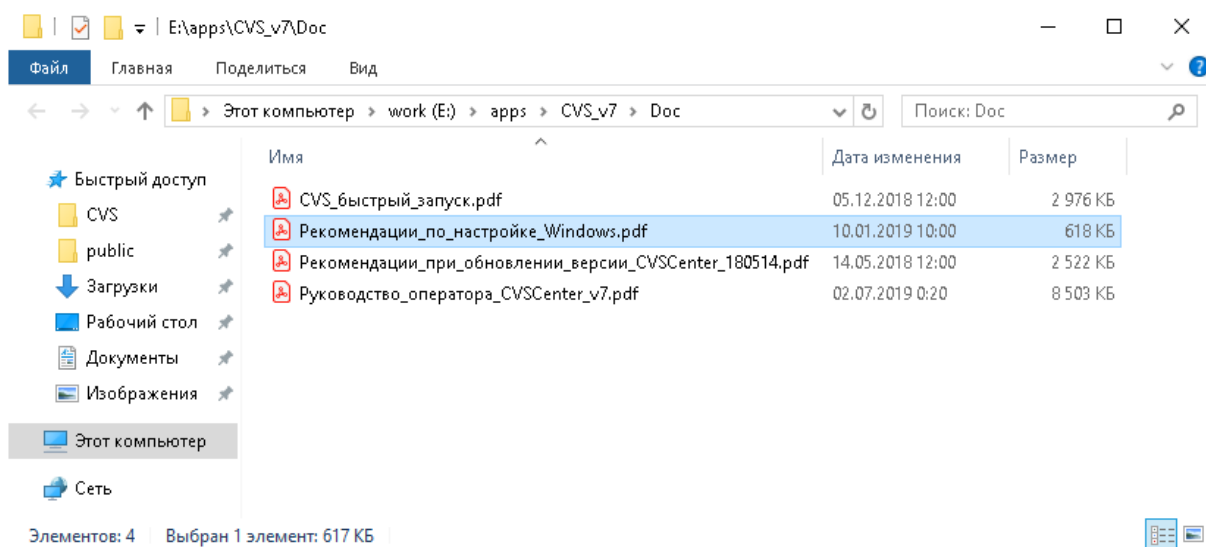 E:\apps\CVS_v7\Doc
Файл Главная Поделиться Вид
Этот компьютер > work (E:) > apps > CVS_v7 > Doc Поиск: Doc
Имя Дата изменения Размер
Быстрый доступ
CVS
public
Загрузки
Рабочий стол
Документы
Изображения
Этот компьютер
Сеть
CVS_быстрый_запуск.pdf 05.12.2018 12:00 2 976 КБ
Рекомендации_по_настройке_Windows.pdf 10.01.2019 10:00 618 КБ
Рекомендации_при_обновлении_версии_CVSCenter_180514.pdf 14.05.2018 12:00 2 522 КБ
Руководство_оператора_CVSCenter_v7.pdf 02.07.2019 0:20 8 503 КБ
Элементов: 4 Выбран 1 элемент: 617 КБ